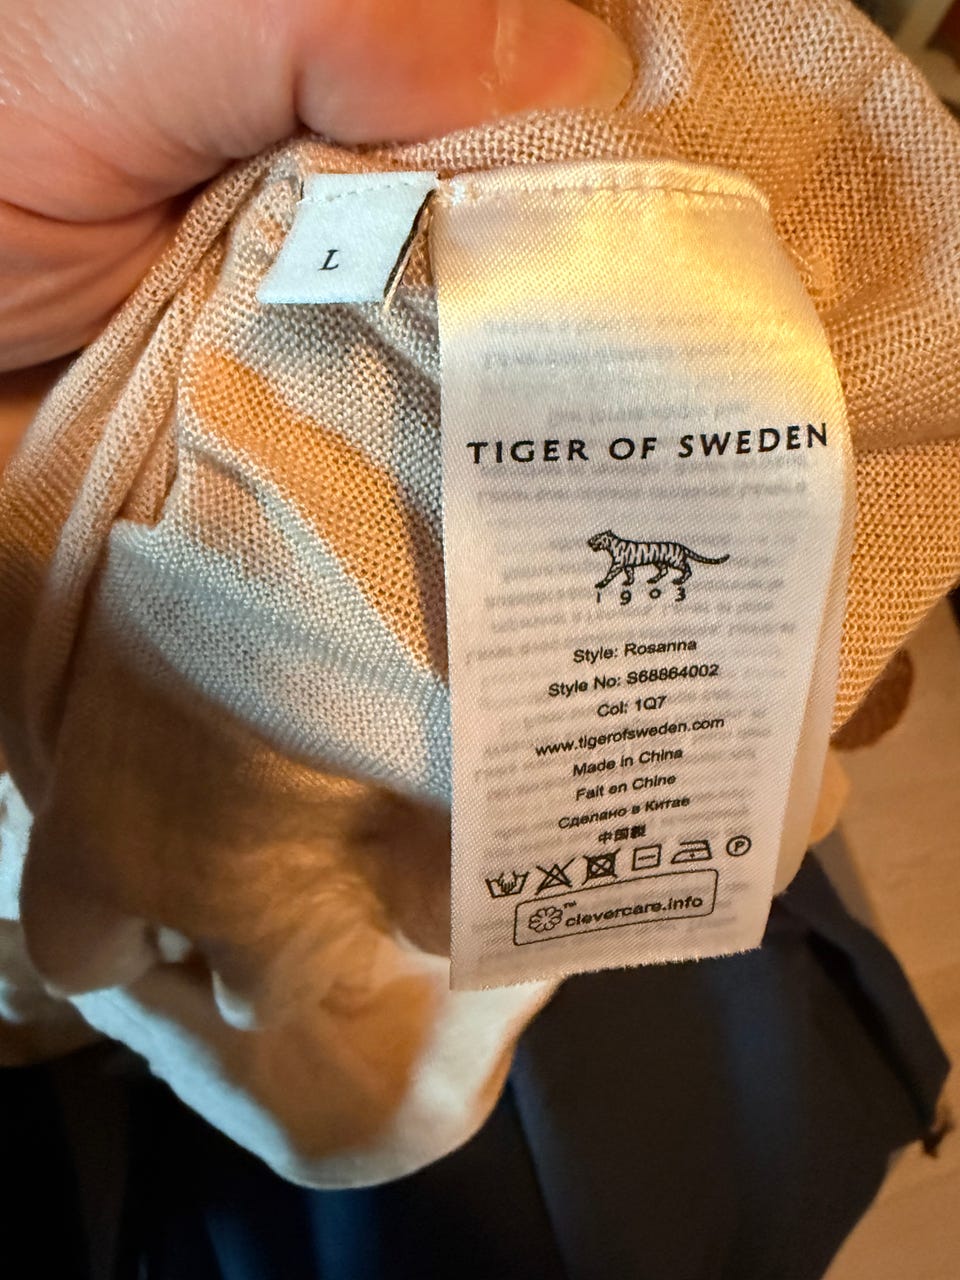 L
TIGER OF SWEDEN
1903
Style: Rosanna
Style No: S68864002
Col: 1Q7
www.tigerofsweden.com
Made in China
Fait en Chine
Сделано в Китае
中国製
P
clevercare.info™